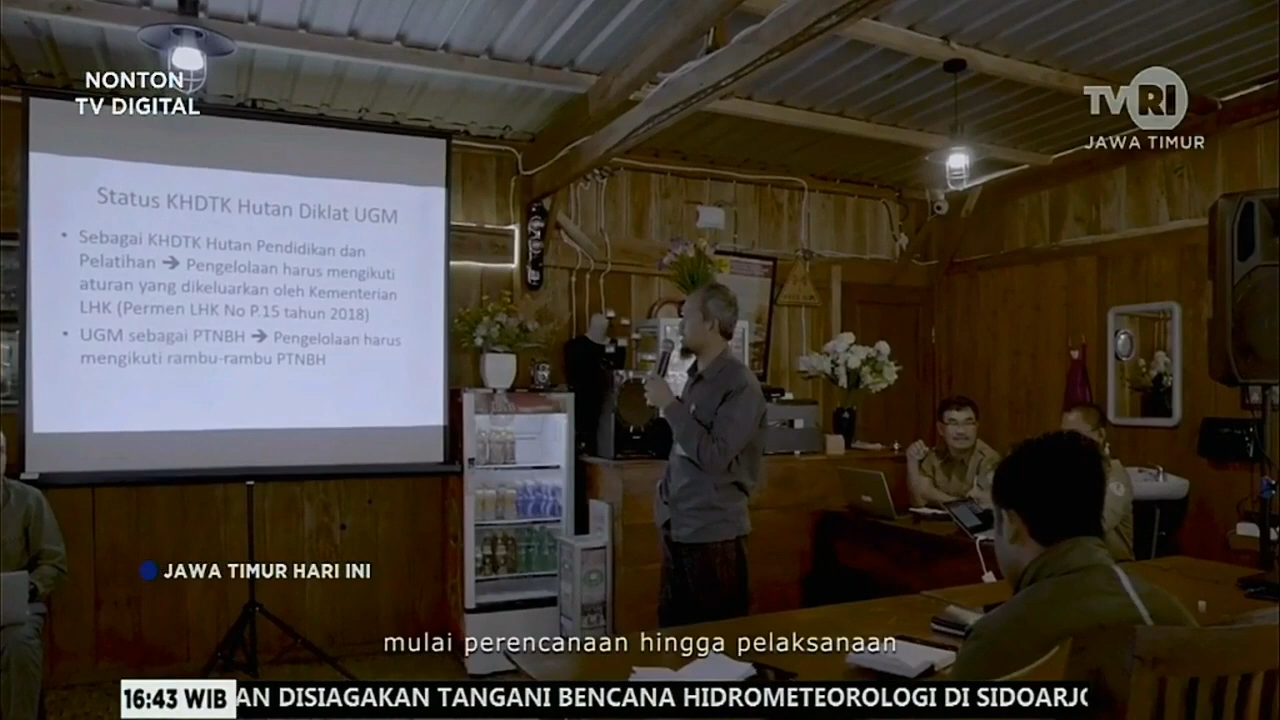 NONTON
TV DIGITAL
TVRI
JAWA TIMUR
Status KHDTK Hutan Diklat UGM
• Sebagai KHDTK Hutan Pendidikan dan
Pelatihan → Pengelolaan harus mengikuti
aturan yang dikeluarkan oleh Kementerian
LHK (Permen LHK No P.15 tahun 2018)
• UGM sebagai PTNBH → Pengelolaan harus
mengikuti rambu-rambu PTNBH
JAWA TIMUR HARI INI
mulai perencanaan hingga pelaksanaan
16:43 WIB AN DISIAGAKAN TANGANI BENCANA HIDROMETEOROLOGI DI SIDOARJO